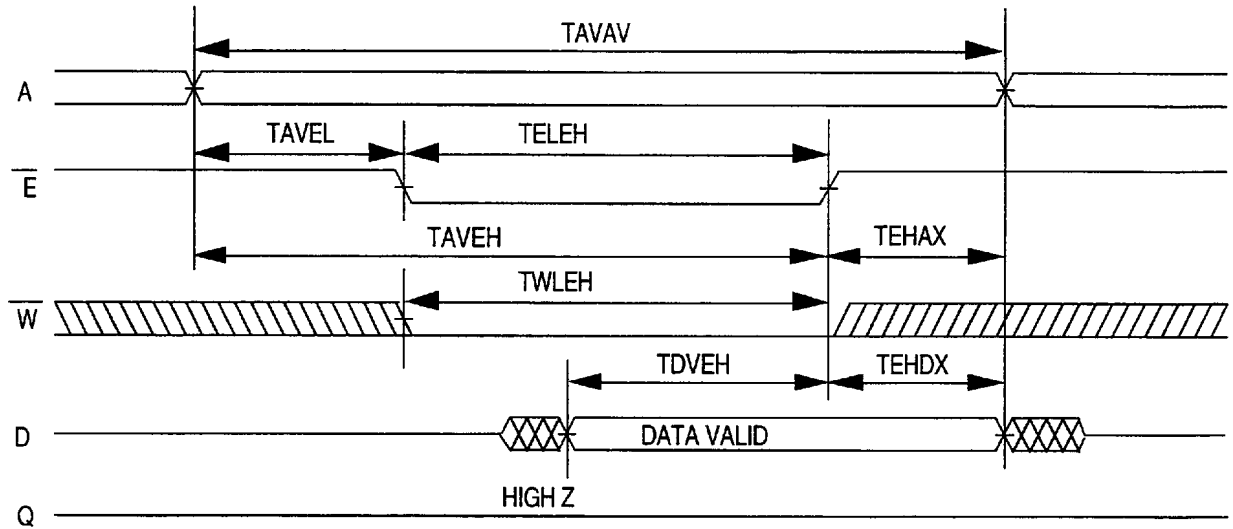 TAVAV
A
TAVEL TELEH
E̅
TAVEH TEHAX
TWLEH
W̅
TDVEH TEHDX
D DATA VALID
HIGH Z
Q